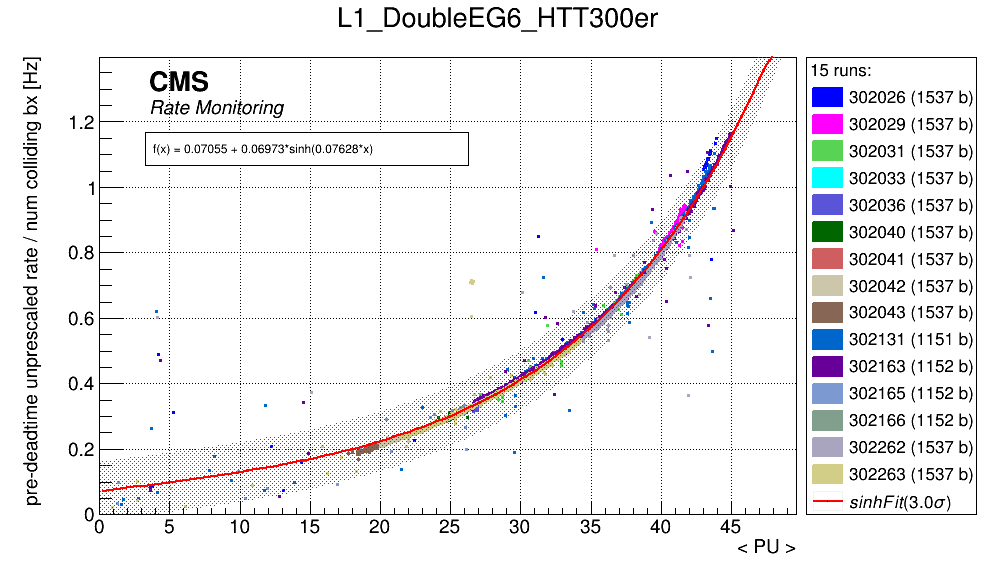 L1_DoubleEG6_HTT300er
pre-deadtime unprescaled rate / num colliding bx [Hz]
CMS
Rate Monitoring
f(x) = 0.07055 + 0.06973*sinh(0.07628*x)
1.2
1
0.8
0.6
0.4
0.2
0
0 5 10 15 20 25 30 35 40 45
< PU >
15 runs:
302026 (1537 b)
302029 (1537 b)
302031 (1537 b)
302033 (1537 b)
302036 (1537 b)
302040 (1537 b)
302041 (1537 b)
302042 (1537 b)
302043 (1537 b)
302131 (1151 b)
302163 (1152 b)
302165 (1152 b)
302166 (1152 b)
302262 (1537 b)
302263 (1537 b)
sinhFit(3.0σ)